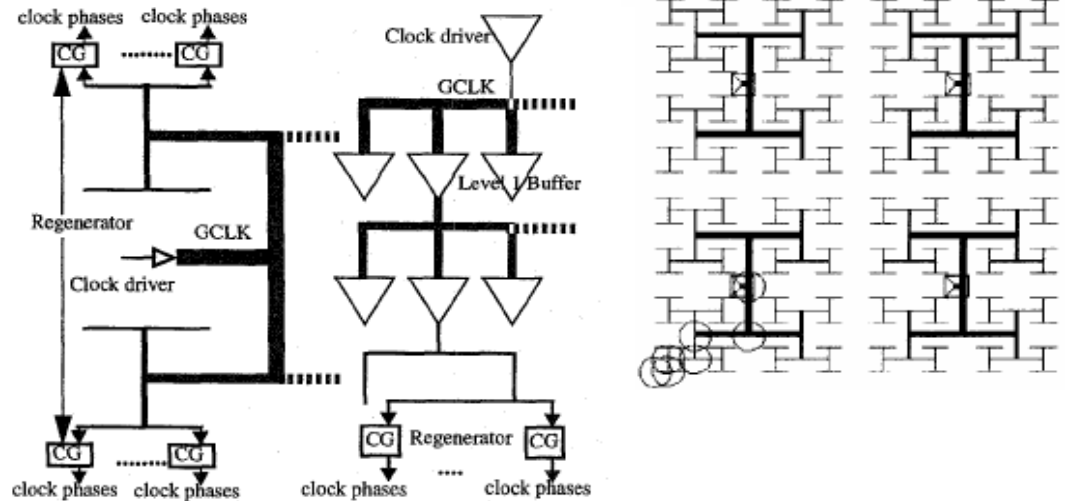 clock phases
clock phases
CG
........
CG
Regenerator
GCLK
Clock driver
CG
........
CG
clock phases
clock phases
Clock driver
GCLK
Level 1 Buffer
CG
Regenerator
CG
....
clock phases
clock phases